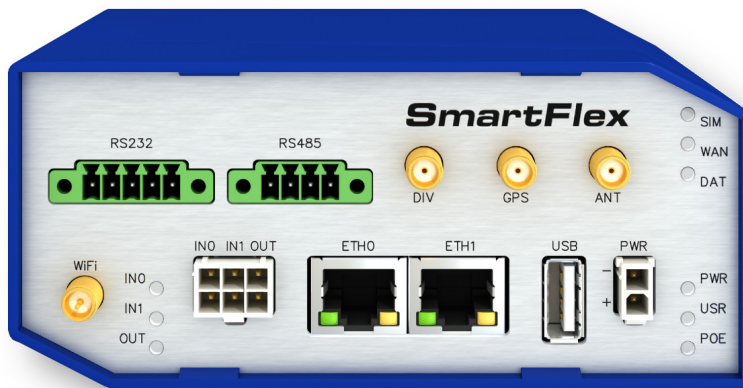 SmartFlex
RS232
RS485
SIM
WAN
DAT
DIV
GPS
ANT
IN0 IN1 OUT
ETH0
ETH1
USB
PWR
WiFi
IN0
IN1
OUT
−
+
PWR
USR
POE